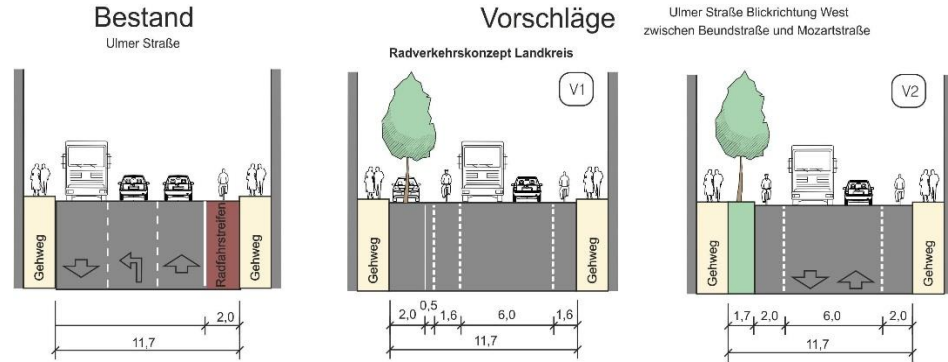 Bestand
Ulmer Straße
Vorschläge
Ulmer Straße Blickrichtung West
zwischen Beundstraße und Mozartstraße
Radverkehrskonzept Landkreis
V1
V2
Gehweg
Radfahrstreifen
Gehweg
2,0
11,7
Gehweg
Gehweg
0,5
2,0
1,6
6,0
1,6
11,7
Gehweg
Gehweg
1,7
2,0
6,0
2,0
11,7